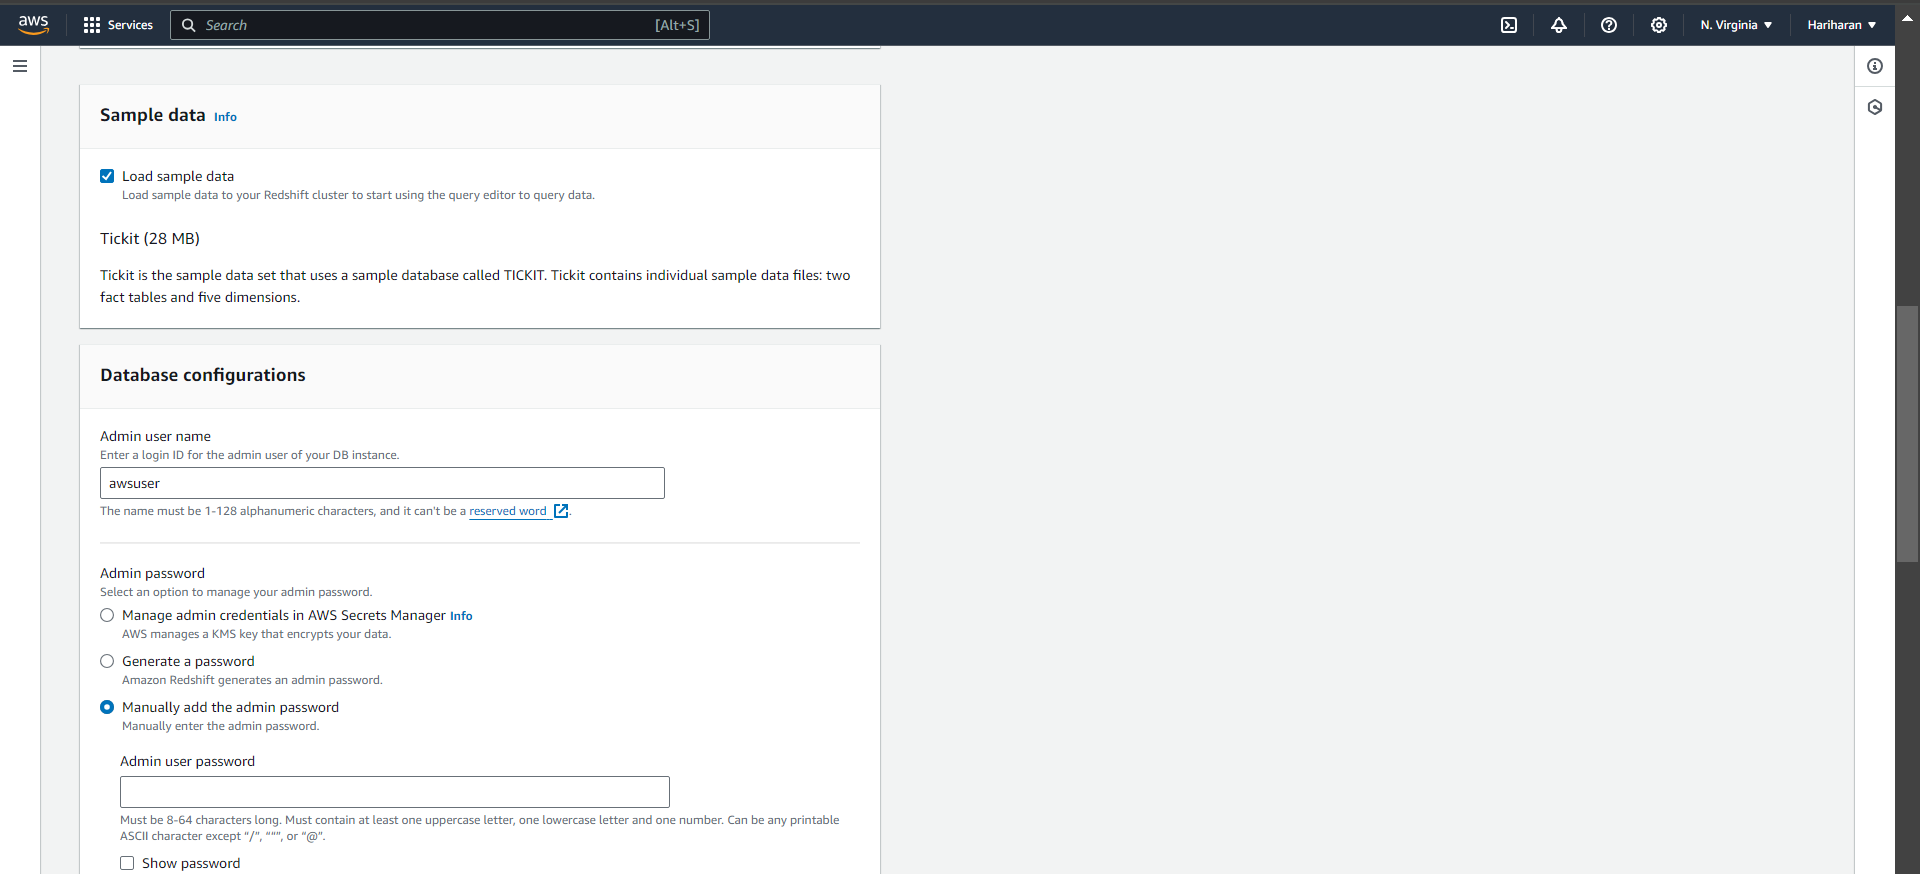 aws
Services
Search
[Alt+S]
N. Virginia
Hariharan
Sample data Info
Load sample data
Load sample data to your Redshift cluster to start using the query editor to query data.
Tickit (28 MB)
Tickit is the sample data set that uses a sample database called TICKIT. Tickit contains individual sample data files: two
fact tables and five dimensions.
Database configurations
Admin user name
Enter a login ID for the admin user of your DB instance.
awsuser
The name must be 1-128 alphanumeric characters, and it can't be a reserved word .
Admin password
Select an option to manage your admin password.
Manage admin credentials in AWS Secrets Manager Info
AWS manages a KMS key that encrypts your data.
Generate a password
Amazon Redshift generates an admin password.
Manually add the admin password
Manually enter the admin password.
Admin user password
Must be 8-64 characters long. Must contain at least one uppercase letter, one lowercase letter and one number. Can be any printable
ASCII character except “/”, “"”, or “@”.
Show password